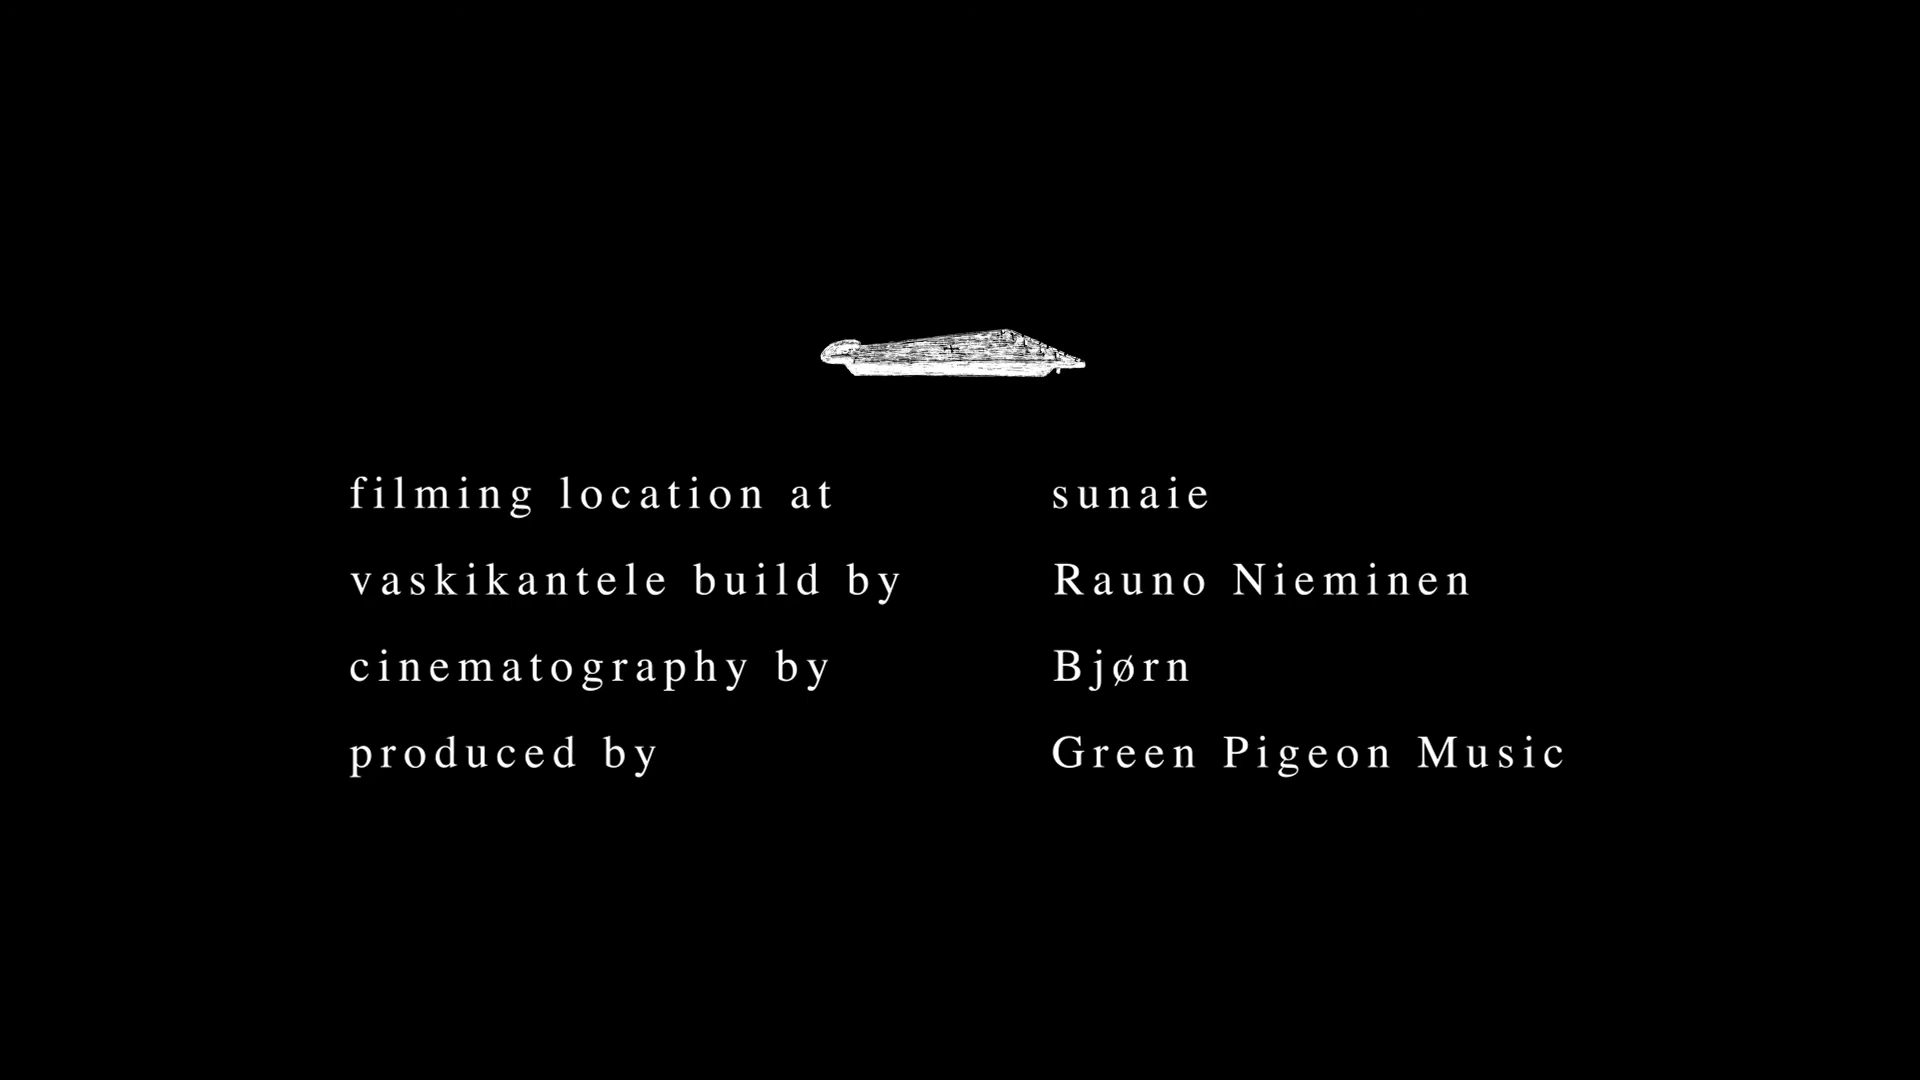 filming location at sunaie
vaskikantele build by Rauno Nieminen
cinematography by Bjørn
produced by Green Pigeon Music